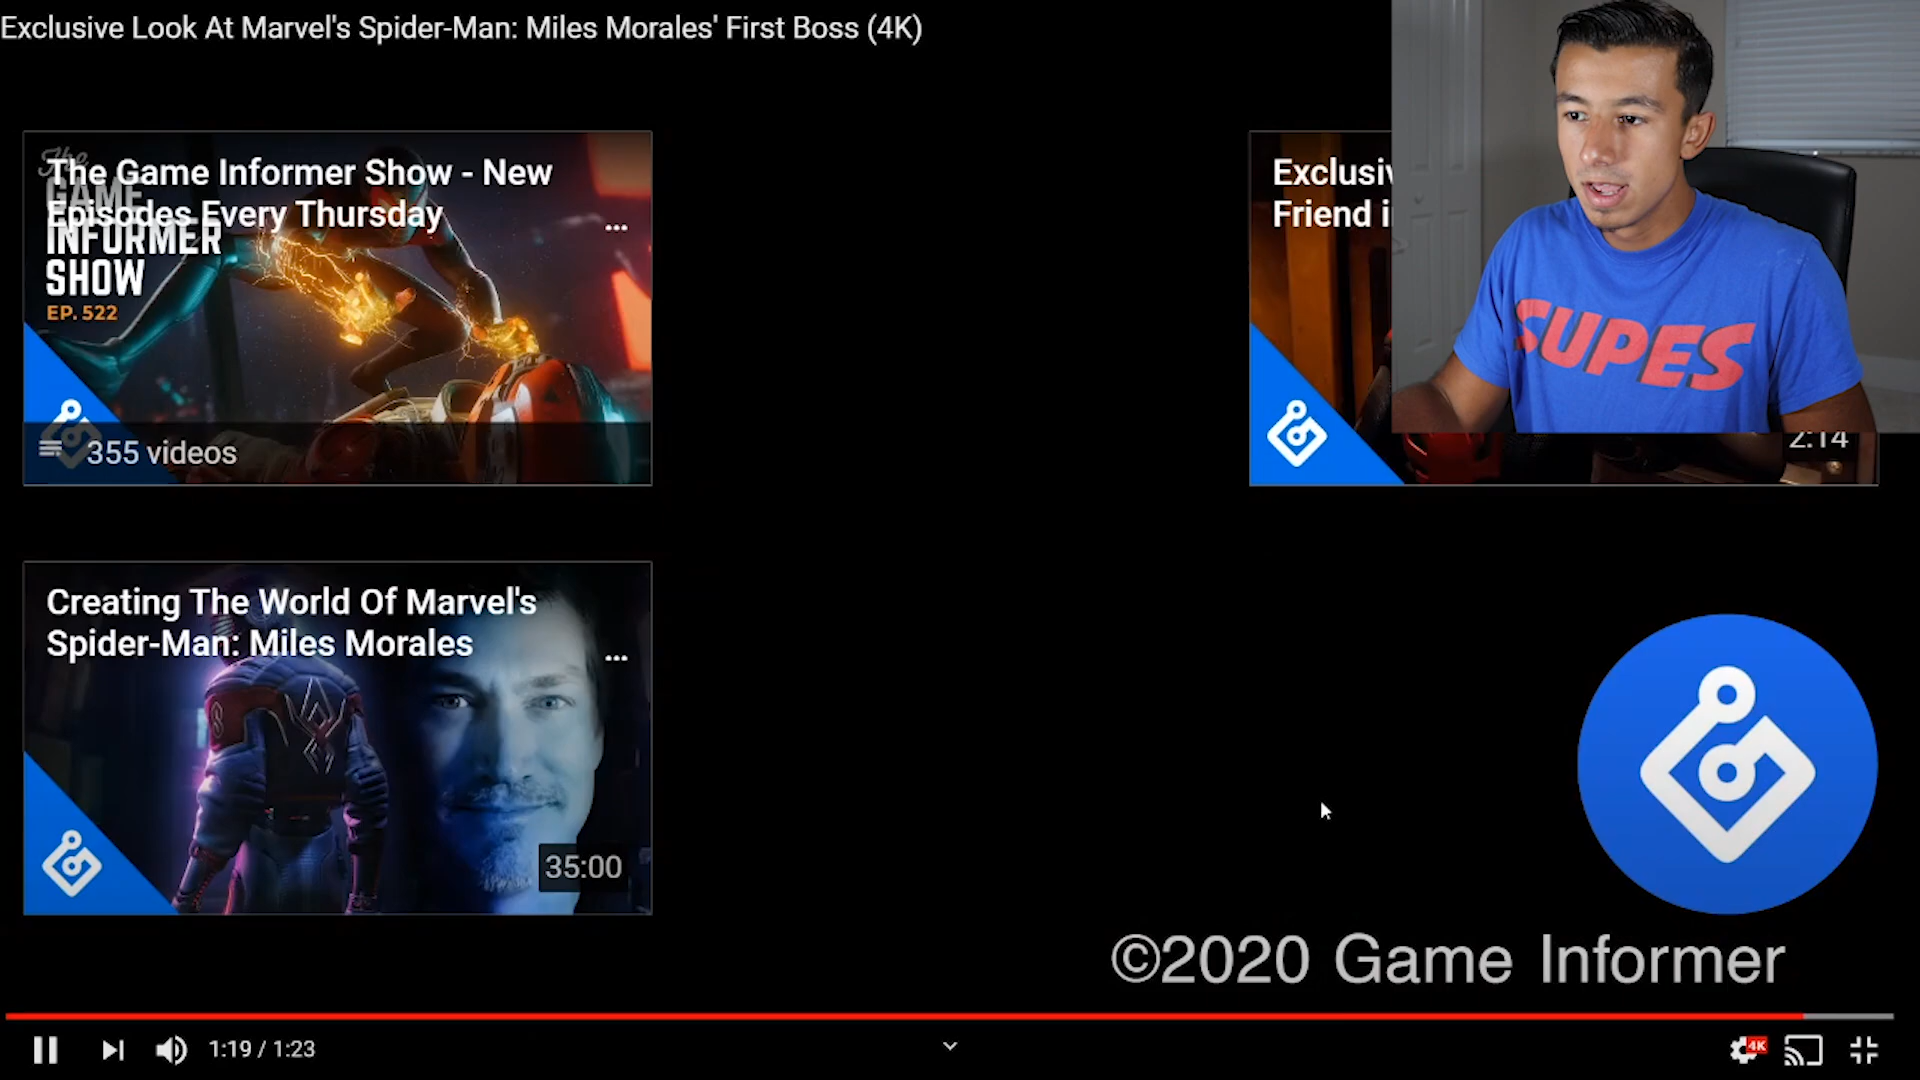 Exclusive Look At Marvel's Spider-Man: Miles Morales' First Boss (4K)
The Game Informer Show - New
Episodes Every Thursday
The
GAME
INFORMER
SHOW
EP. 522
355 videos
Friend
2:14
SUPES
Creating The World Of Marvel's
Spider-Man: Miles Morales
35:00
©2020 Game Informer
1:19 / 1:23
4K